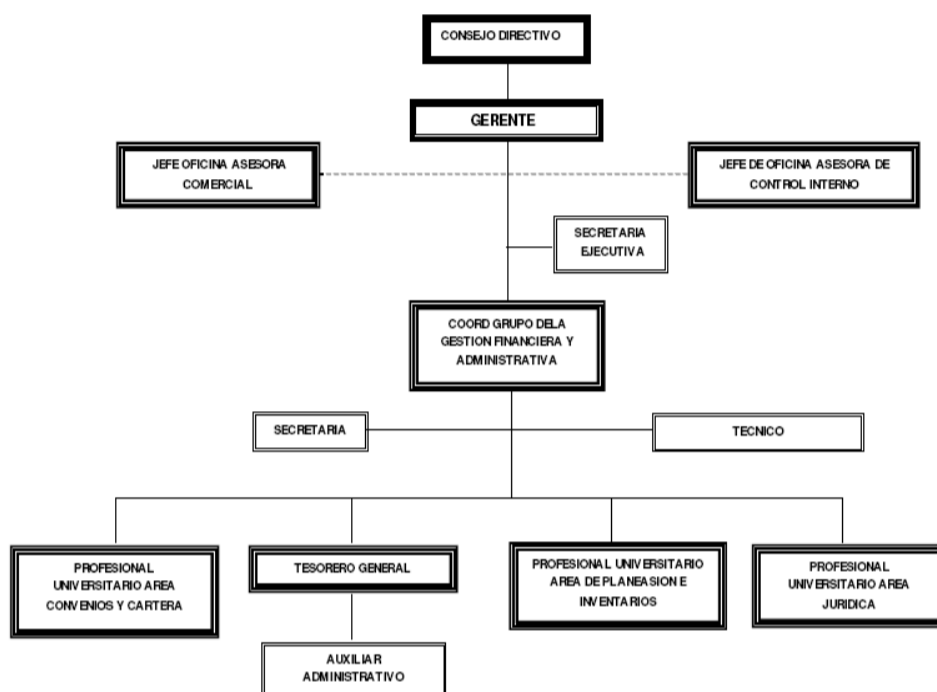 CONSEJO DIRECTIVO
GERENTE
JEFE OFICINA ASESORA
COMERCIAL
JEFE DE OFICINA ASESORA DE
CONTROL INTERNO
SECRETARIA
EJECUTIVA
COORD GRUPO DELA
GESTION FINANCIERA Y
ADMINISTRATIVA
SECRETARIA
TECNICO
PROFESIONAL
UNIVERSITARIO AREA
CONVENIOS Y CARTERA
TESORERO GENERAL
PROFESIONAL UNIVERSITARIO
AREA DE PLANEASION E
INVENTARIOS
PROFESIONAL
UNIVERSITARIO AREA
JURIDICA
AUXILIAR
ADMINISTRATIVO